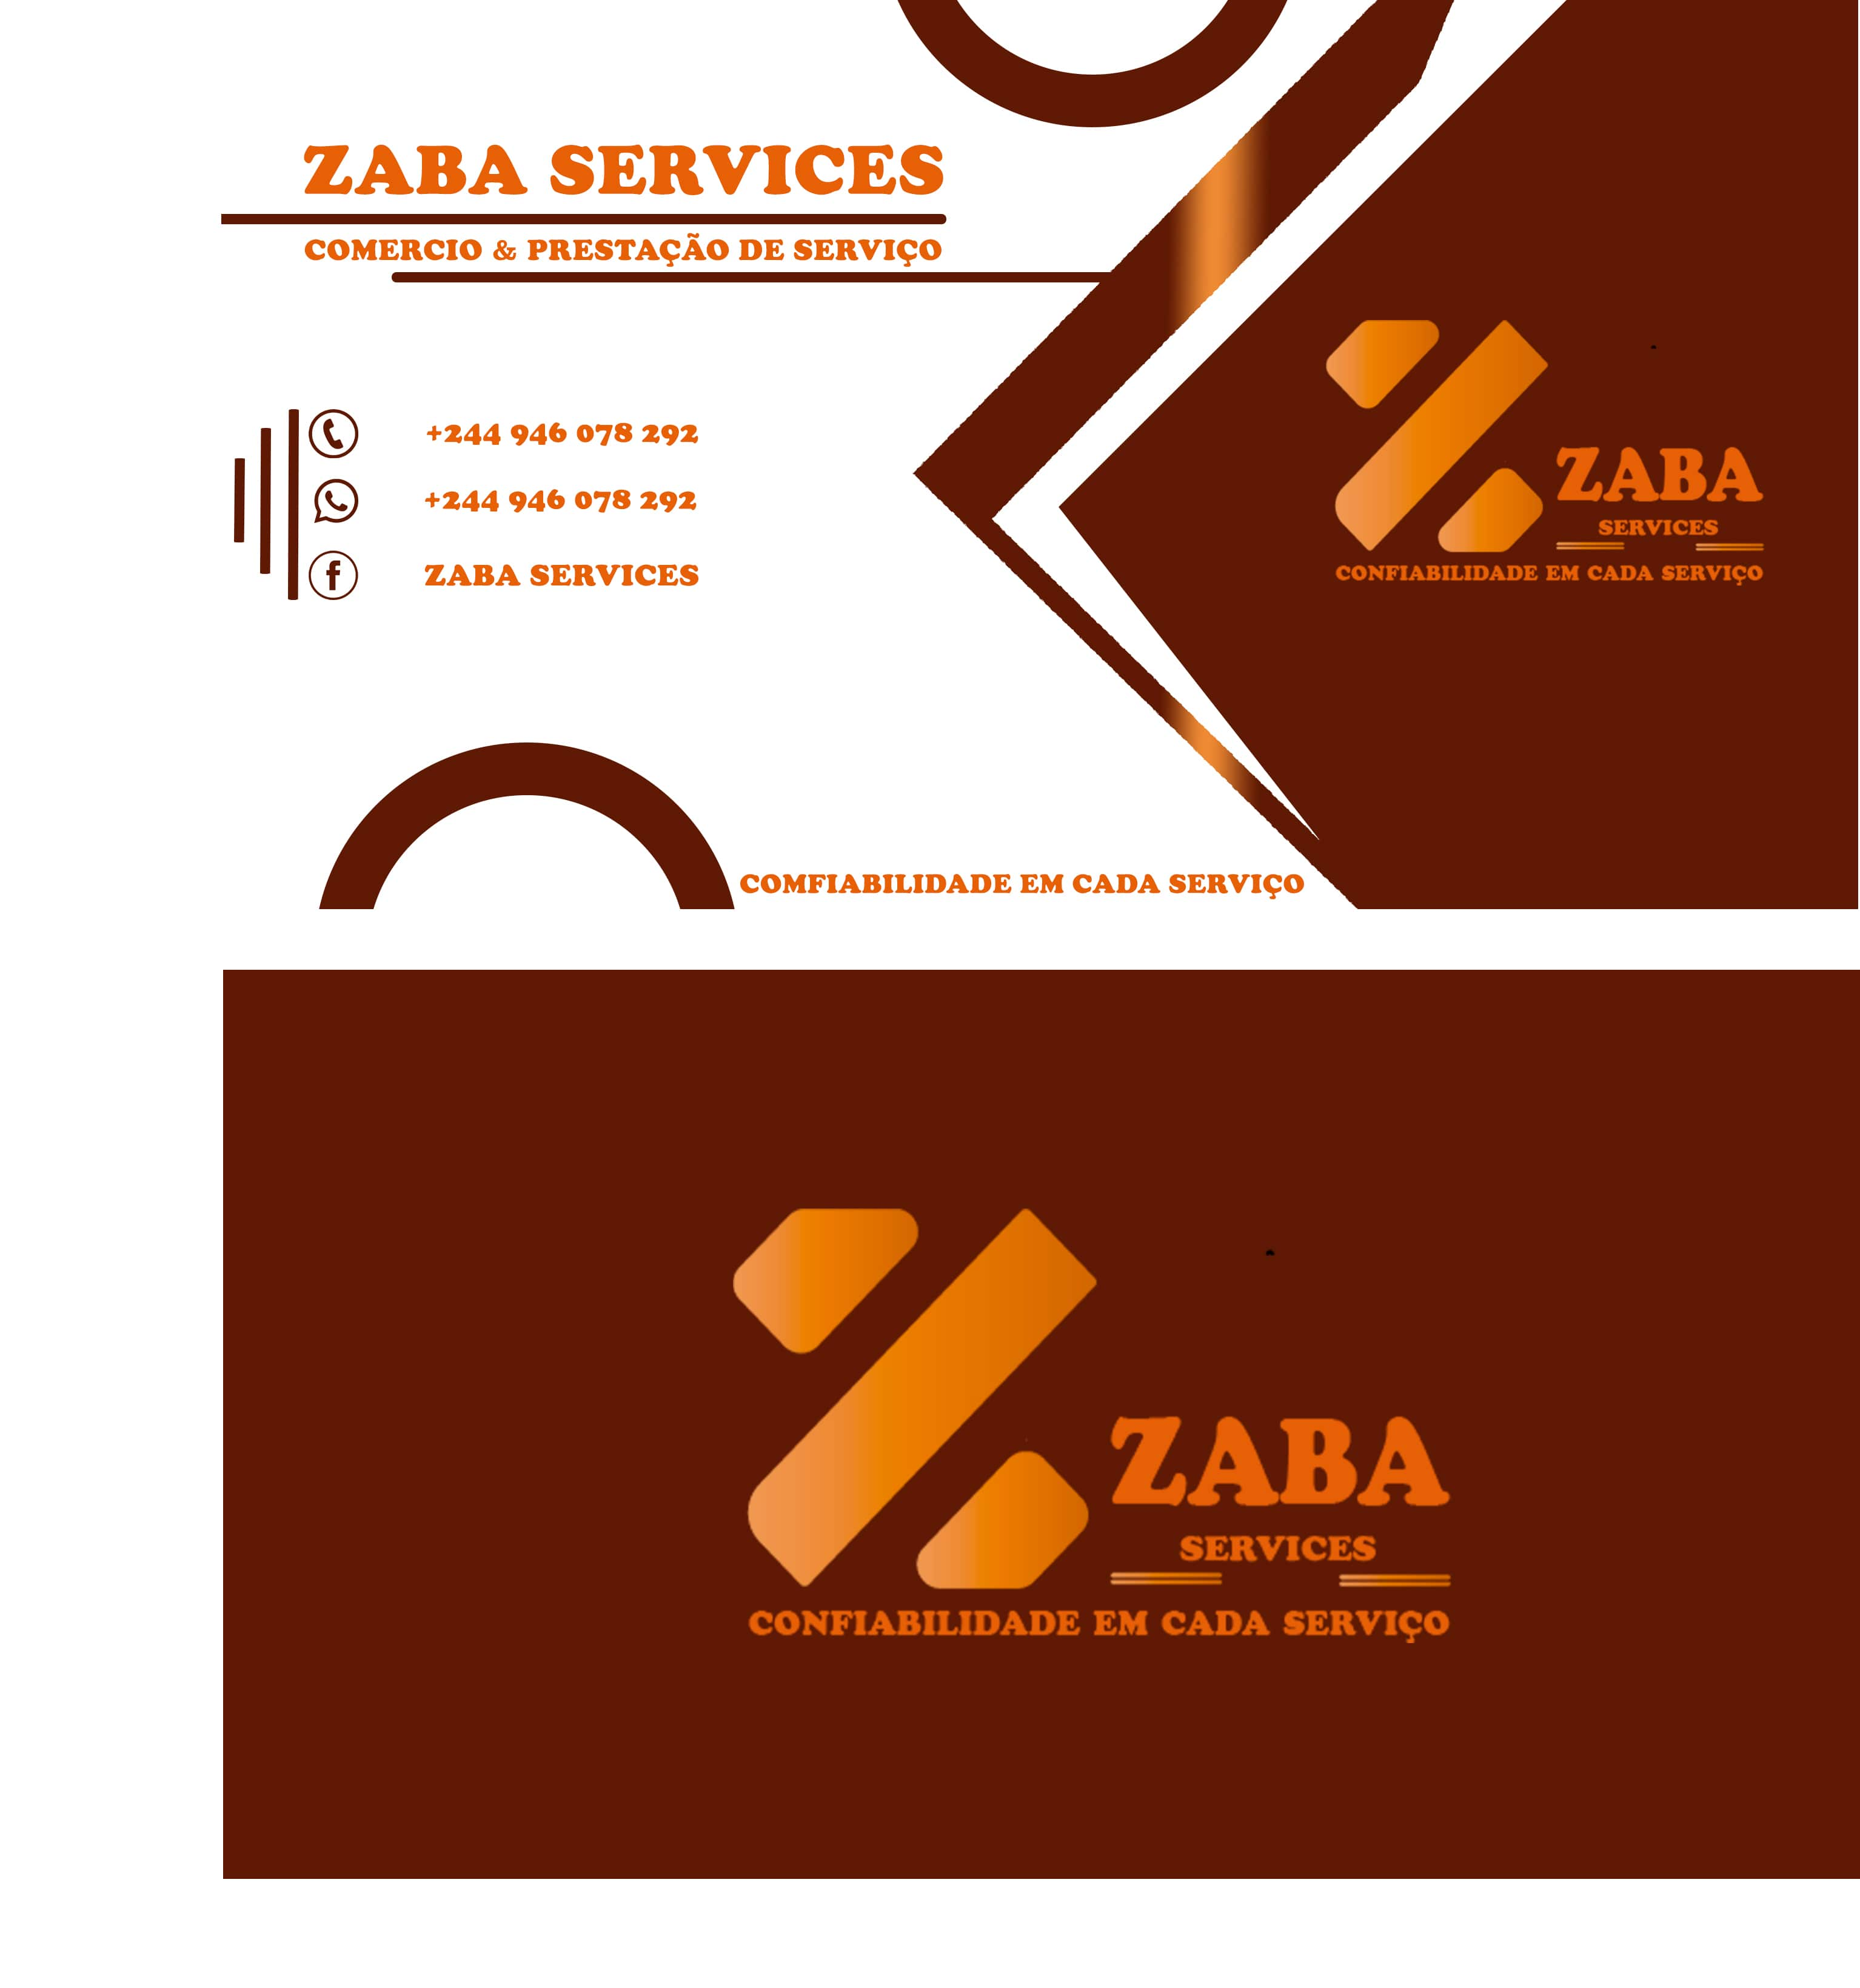 ZABA SERVICES
COMERCIO & PRESTAÇÃO DE SERVIÇO
+244 946 078 292
+244 946 078 292
ZABA SERVICES
COMFIABILIDADE EM CADA SERVIÇO
ZABA
SERVICES
CONFIABILIDADE EM CADA SERVIÇO
ZABA
SERVICES
CONFIABILIDADE EM CADA SERVIÇO